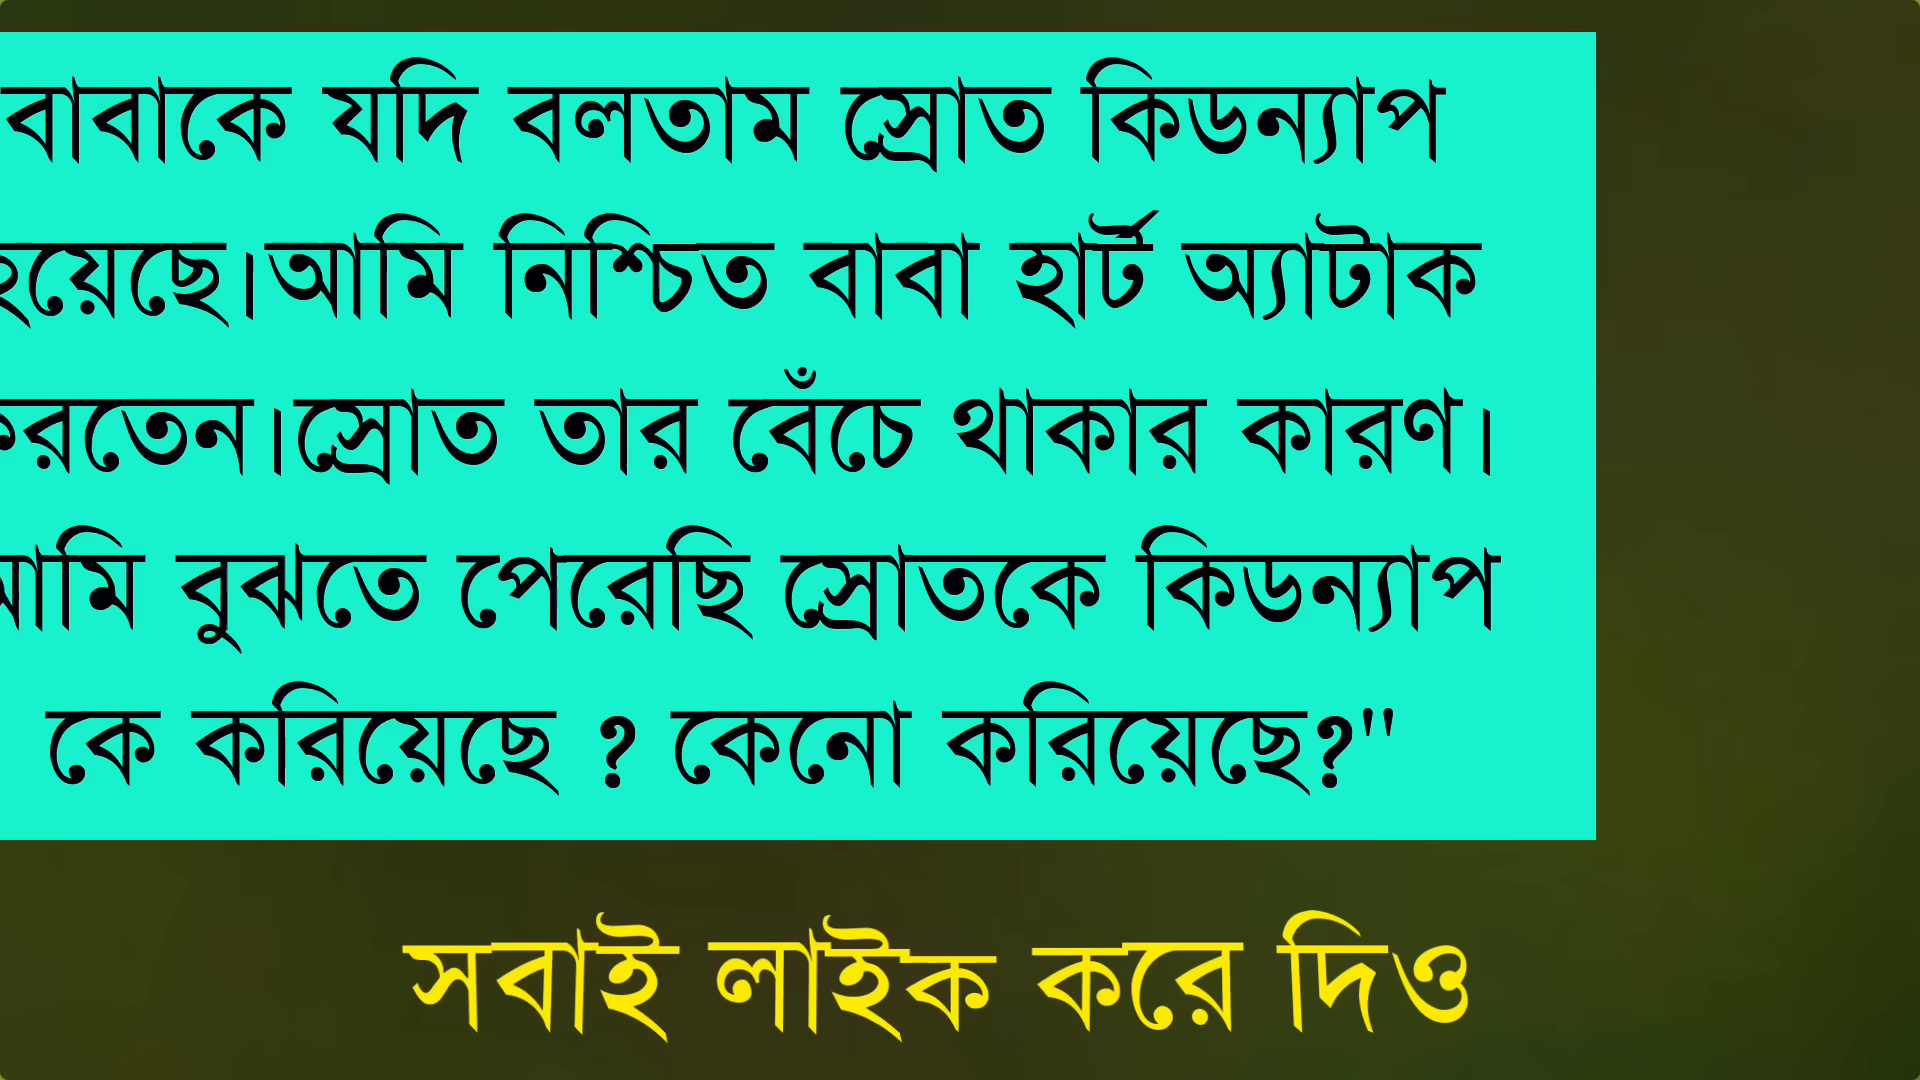 বাবাকে যদি বলতাম স্রোত কিডন্যাপ
হয়েছে।আমি নিশ্চিত বাবা হার্ট অ্যাটাক
করতেন।স্রোত তার বেঁচে থাকার কারণ।
আমি বুঝতে পেরেছি স্রোতকে কিডন্যাপ
কে করিয়েছে ? কেনো করিয়েছে?"
সবাই লাইক করে দিও